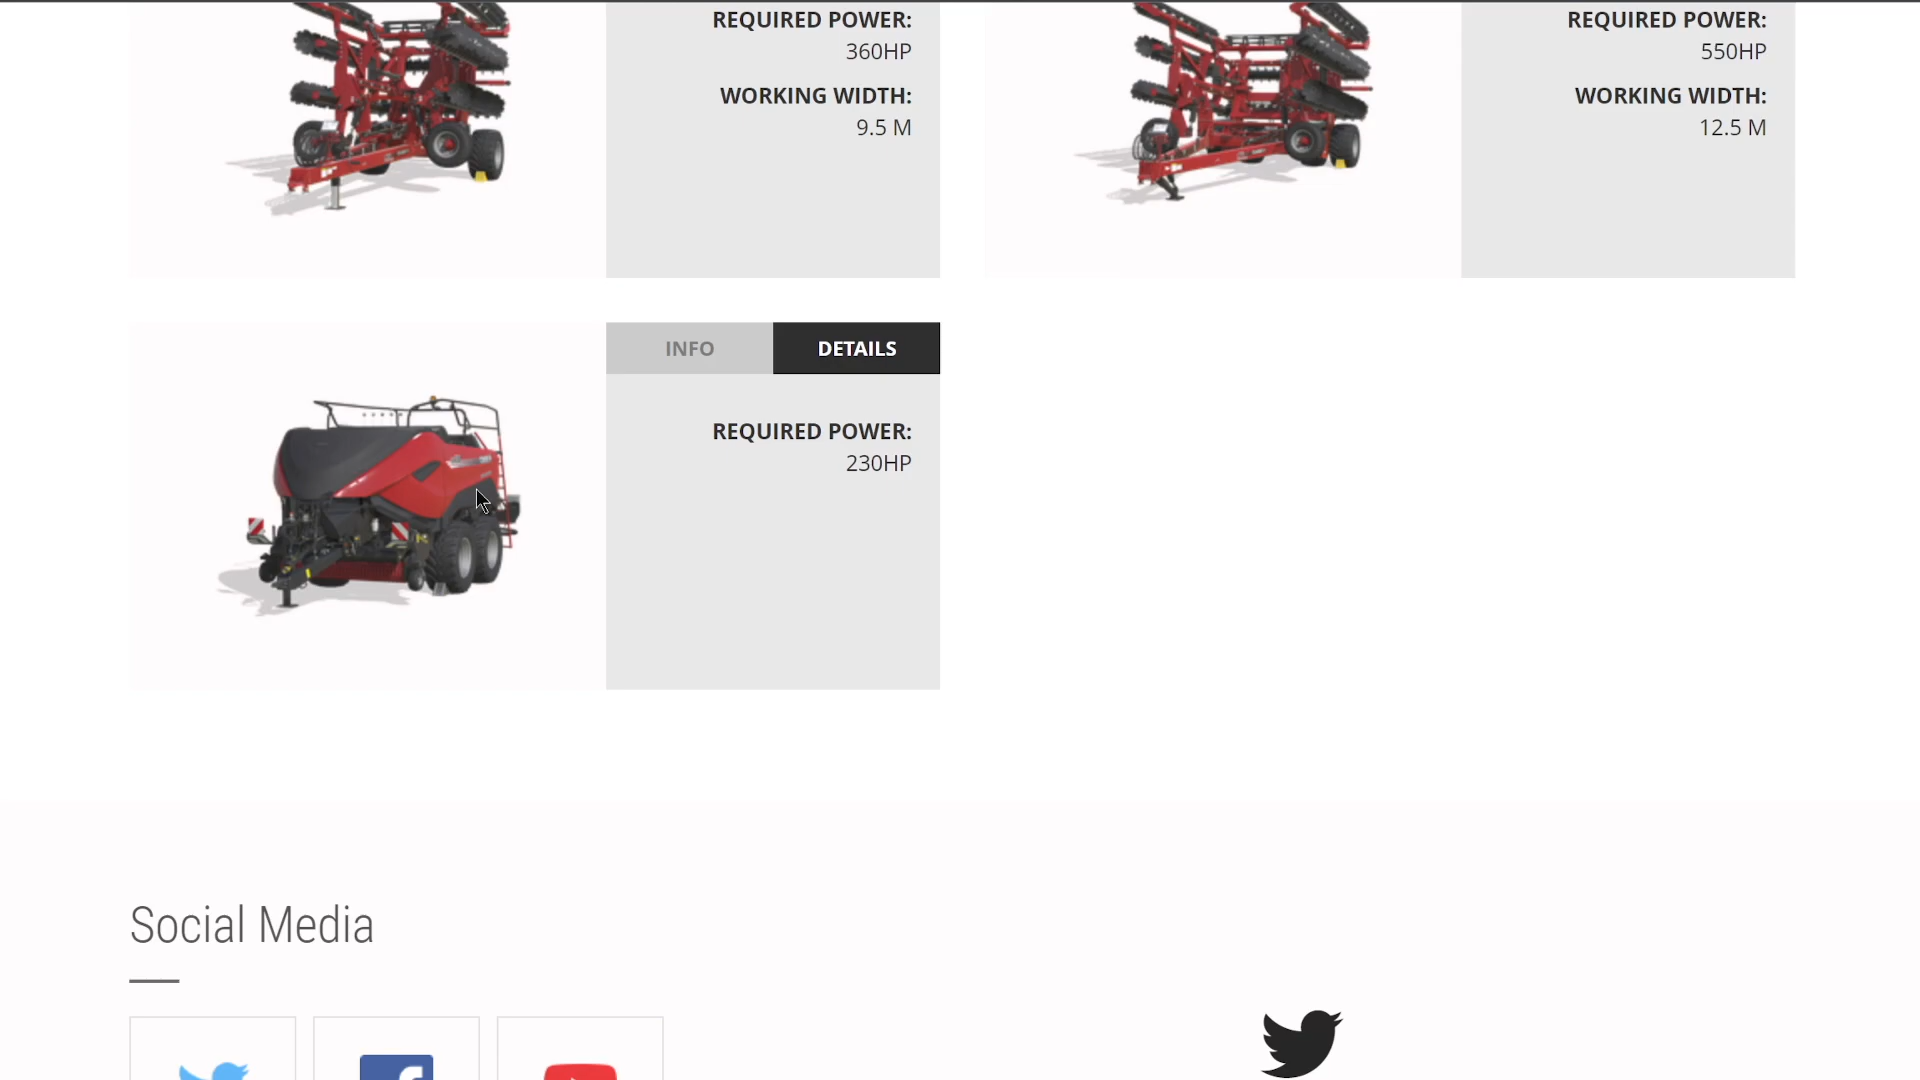 REQUIRED POWER:
360HP
WORKING WIDTH:
9.5 M
REQUIRED POWER:
550HP
WORKING WIDTH:
12.5 M
INFO
DETAILS
REQUIRED POWER:
230HP
Social Media